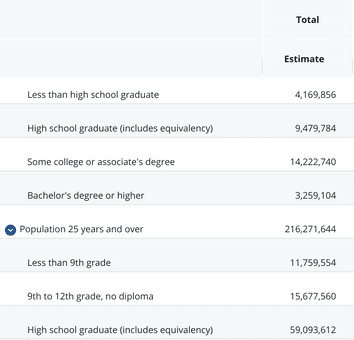 Total
Estimate
Less than high school graduate 4,169,856
High school graduate (includes equivalency) 9,479,784
Some college or associate's degree 14,222,740
Bachelor's degree or higher 3,259,104
Population 25 years and over 216,271,644
Less than 9th grade 11,759,554
9th to 12th grade, no diploma 15,677,560
High school graduate (includes equivalency) 59,093,612